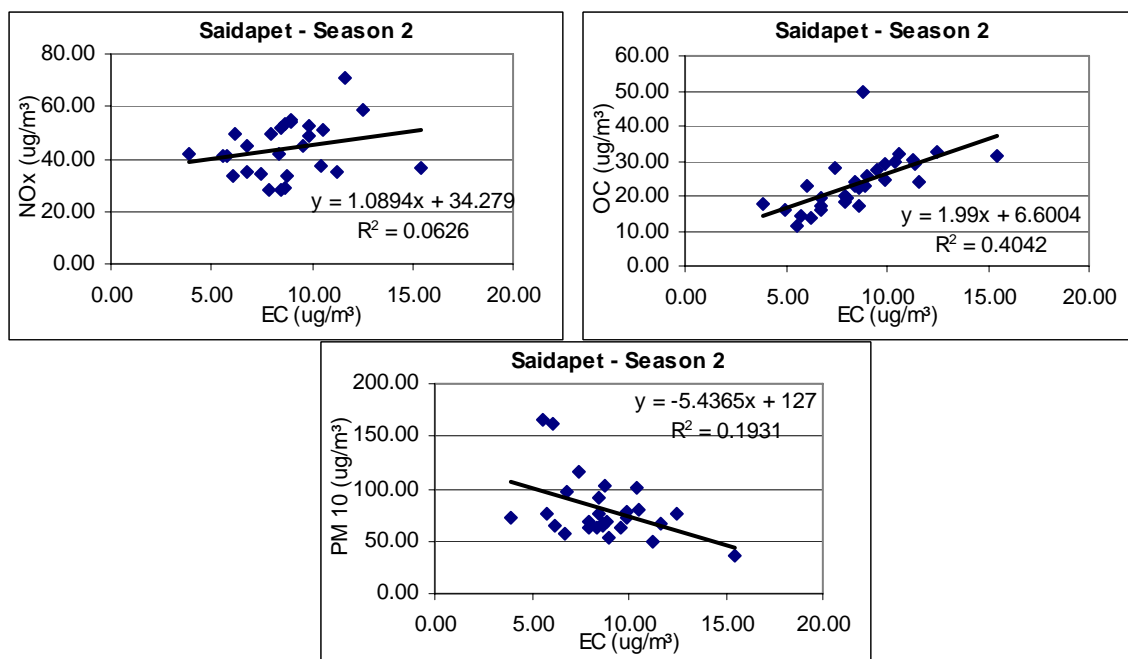 Saidapet - Season 2
80.00
60.00
40.00
20.00
0.00
NOx (ug/m³)
y = 1.0894x + 34.279
R² = 0.0626
0.00 5.00 10.00 15.00 20.00
EC (ug/m³)
Saidapet - Season 2
60.00
50.00
40.00
30.00
20.00
10.00
0.00
OC (ug/m³)
y = 1.99x + 6.6004
R² = 0.4042
0.00 5.00 10.00 15.00 20.00
EC (ug/m³)
Saidapet - Season 2
200.00
150.00
100.00
50.00
0.00
PM 10 (ug/m³)
y = -5.4365x + 127
R² = 0.1931
0.00 5.00 10.00 15.00 20.00
EC (ug/m³)